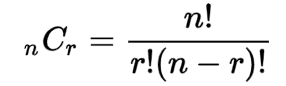 nCr = n! / r!(n − r)!